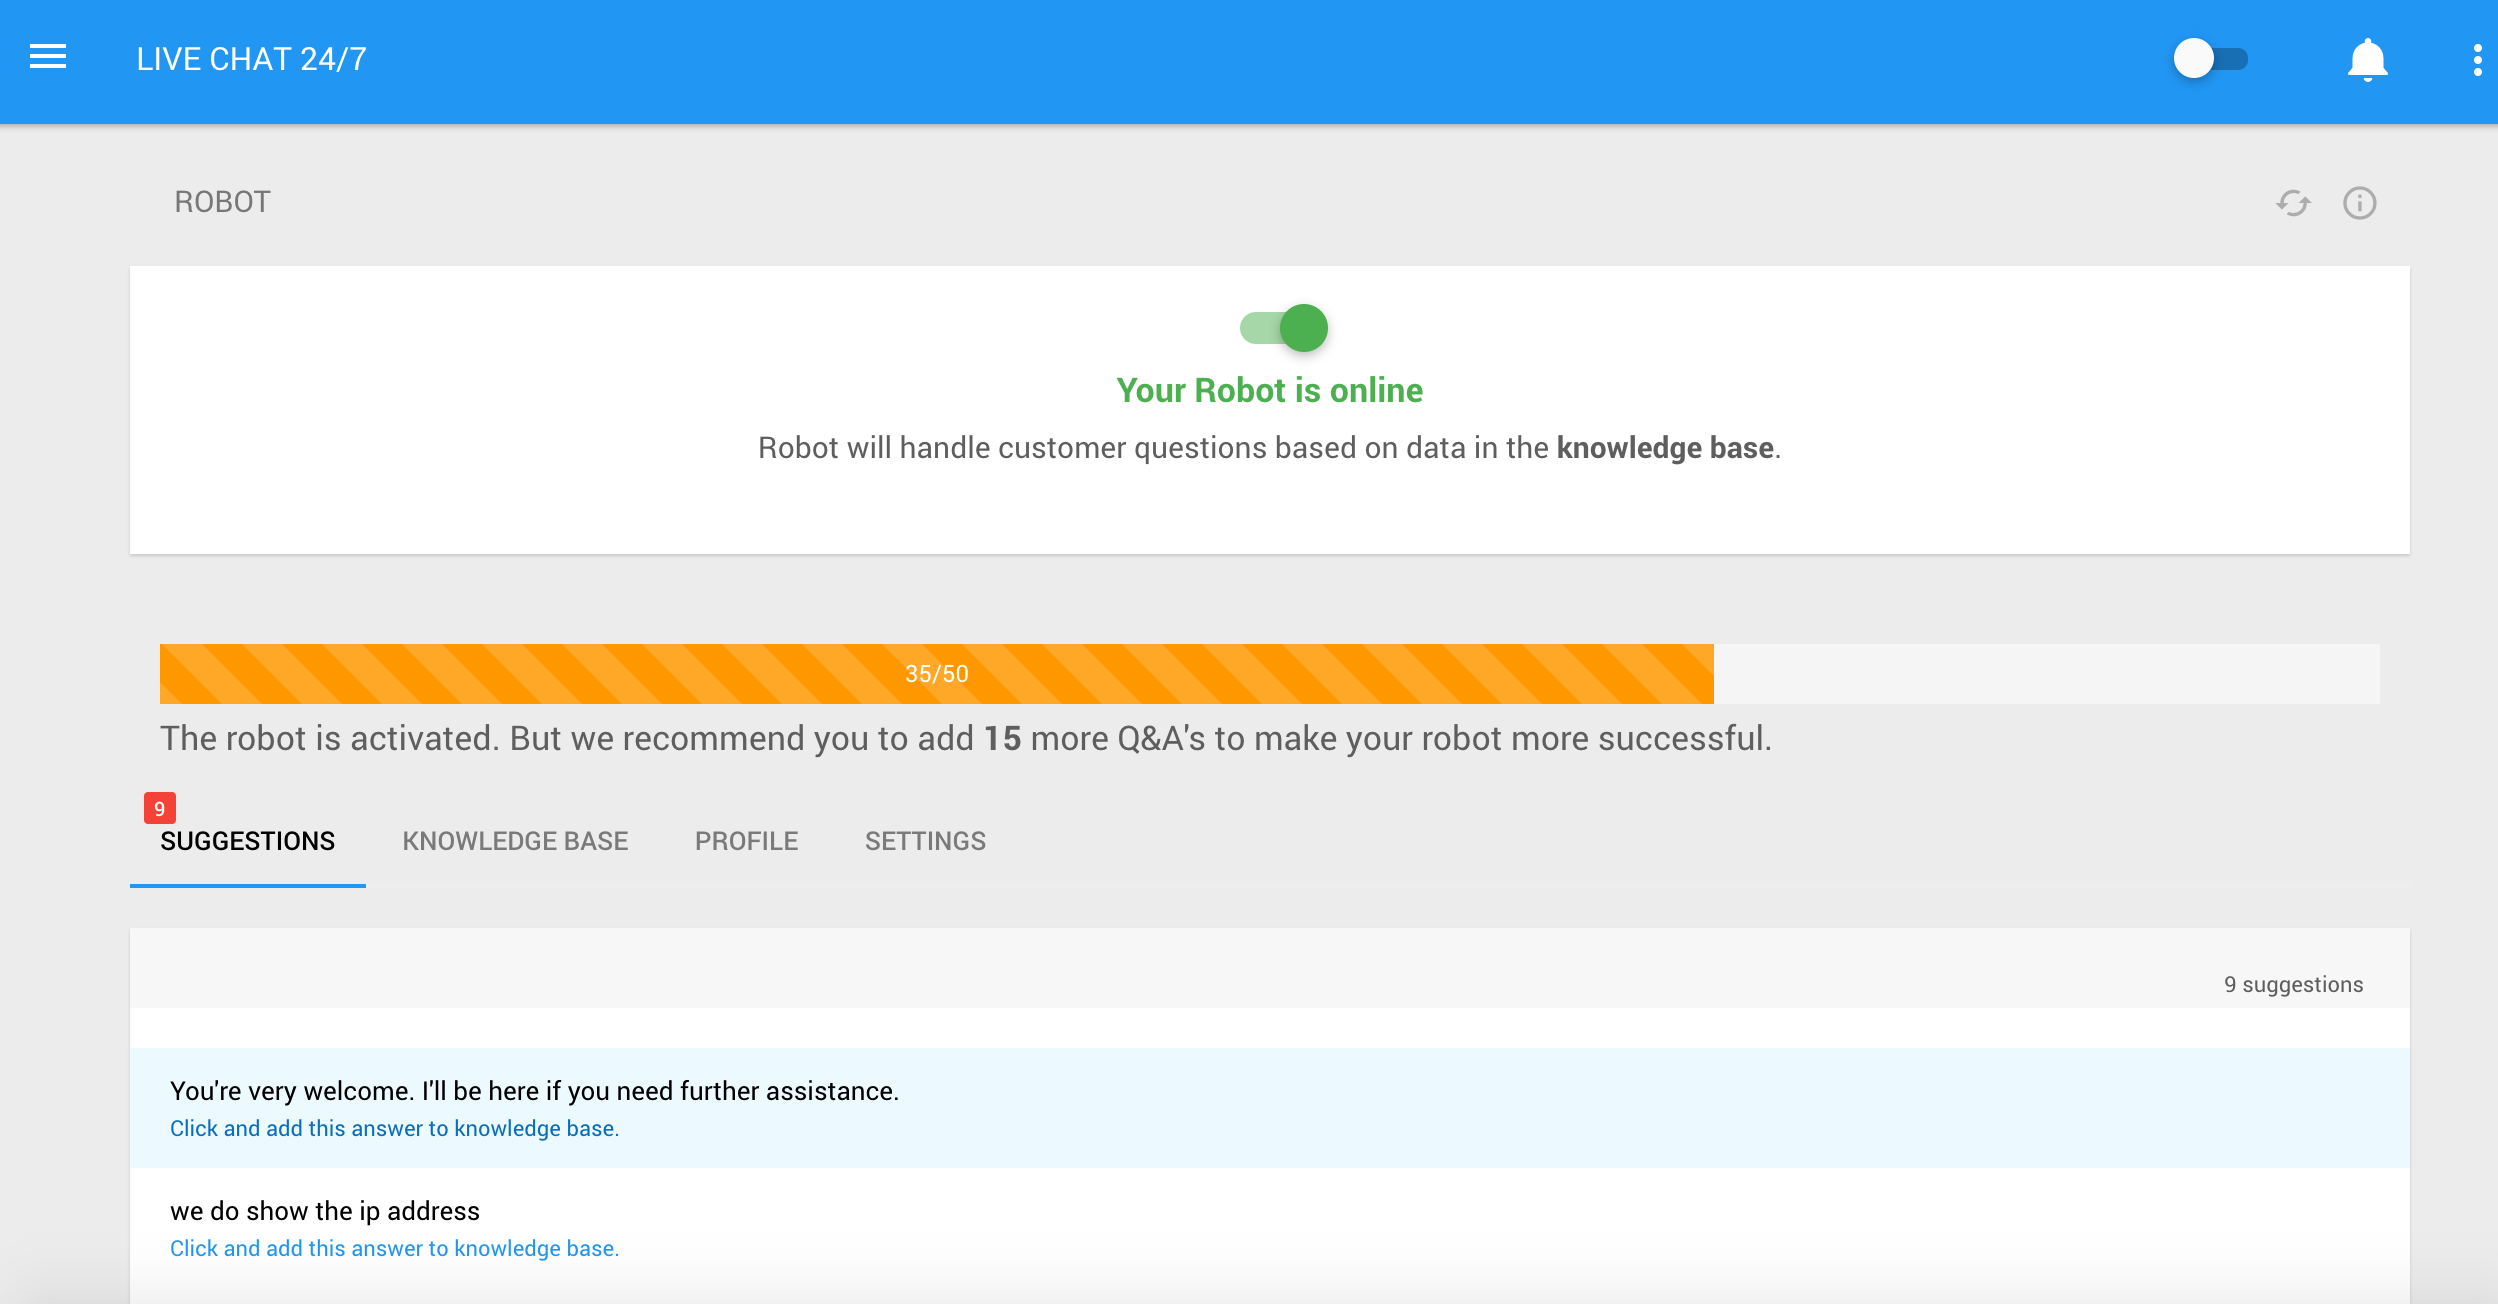 LIVE CHAT 24/7
ROBOT
Your Robot is online
Robot will handle customer questions based on data in the knowledge base.
35/50
The robot is activated. But we recommend you to add 15 more Q&A's to make your robot more successful.
9
SUGGESTIONS KNOWLEDGE BASE PROFILE SETTINGS
9 suggestions
You're very welcome. I'll be here if you need further assistance.
Click and add this answer to knowledge base.
we do show the ip address
Click and add this answer to knowledge base.